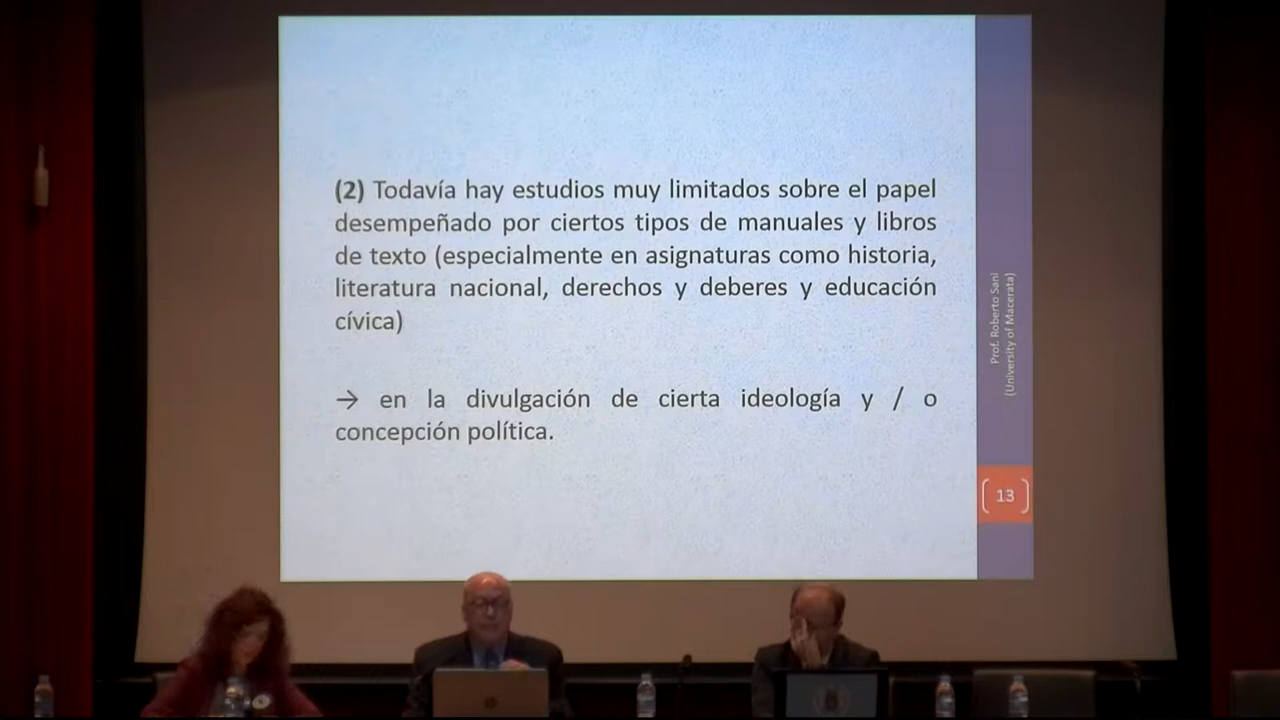 (2) Todavía hay estudios muy limitados sobre el papel
desempeñado por ciertos tipos de manuales y libros
de texto (especialmente en asignaturas como historia,
literatura nacional, derechos y deberes y educación
cívica)
→ en la divulgación de cierta ideología y / o
concepción política.
Prof. Roberto Sani
(University of Macerata)
13
hp